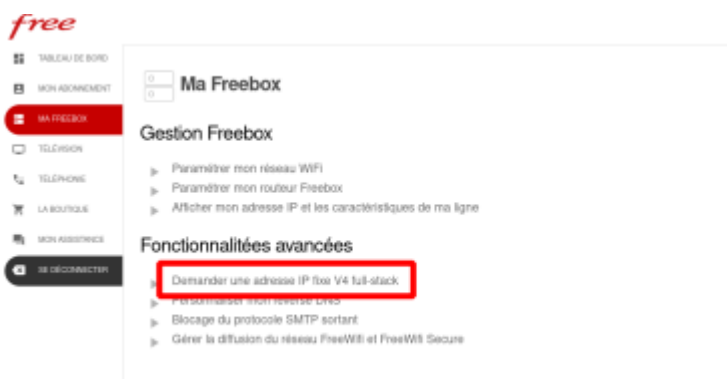 free
TABLEAU DE BORD
MON ABONNEMENT
MA FREEBOX
TÉLÉVISION
TÉLÉPHONIE
LA BOUTIQUE
MON ASSISTANCE
SE DÉCONNECTER
Ma Freebox
Gestion Freebox
Paramétrer mon réseau WiFi
Paramétrer mon routeur Freebox
Afficher mon adresse IP et les caractéristiques de ma ligne
Fonctionnalitées avancées
Demander une adresse IP fixe V4 full-stack
Personnaliser mon reverse DNS
Blocage du protocole SMTP sortant
Gérer la diffusion du réseau FreeWifi et FreeWifi Secure